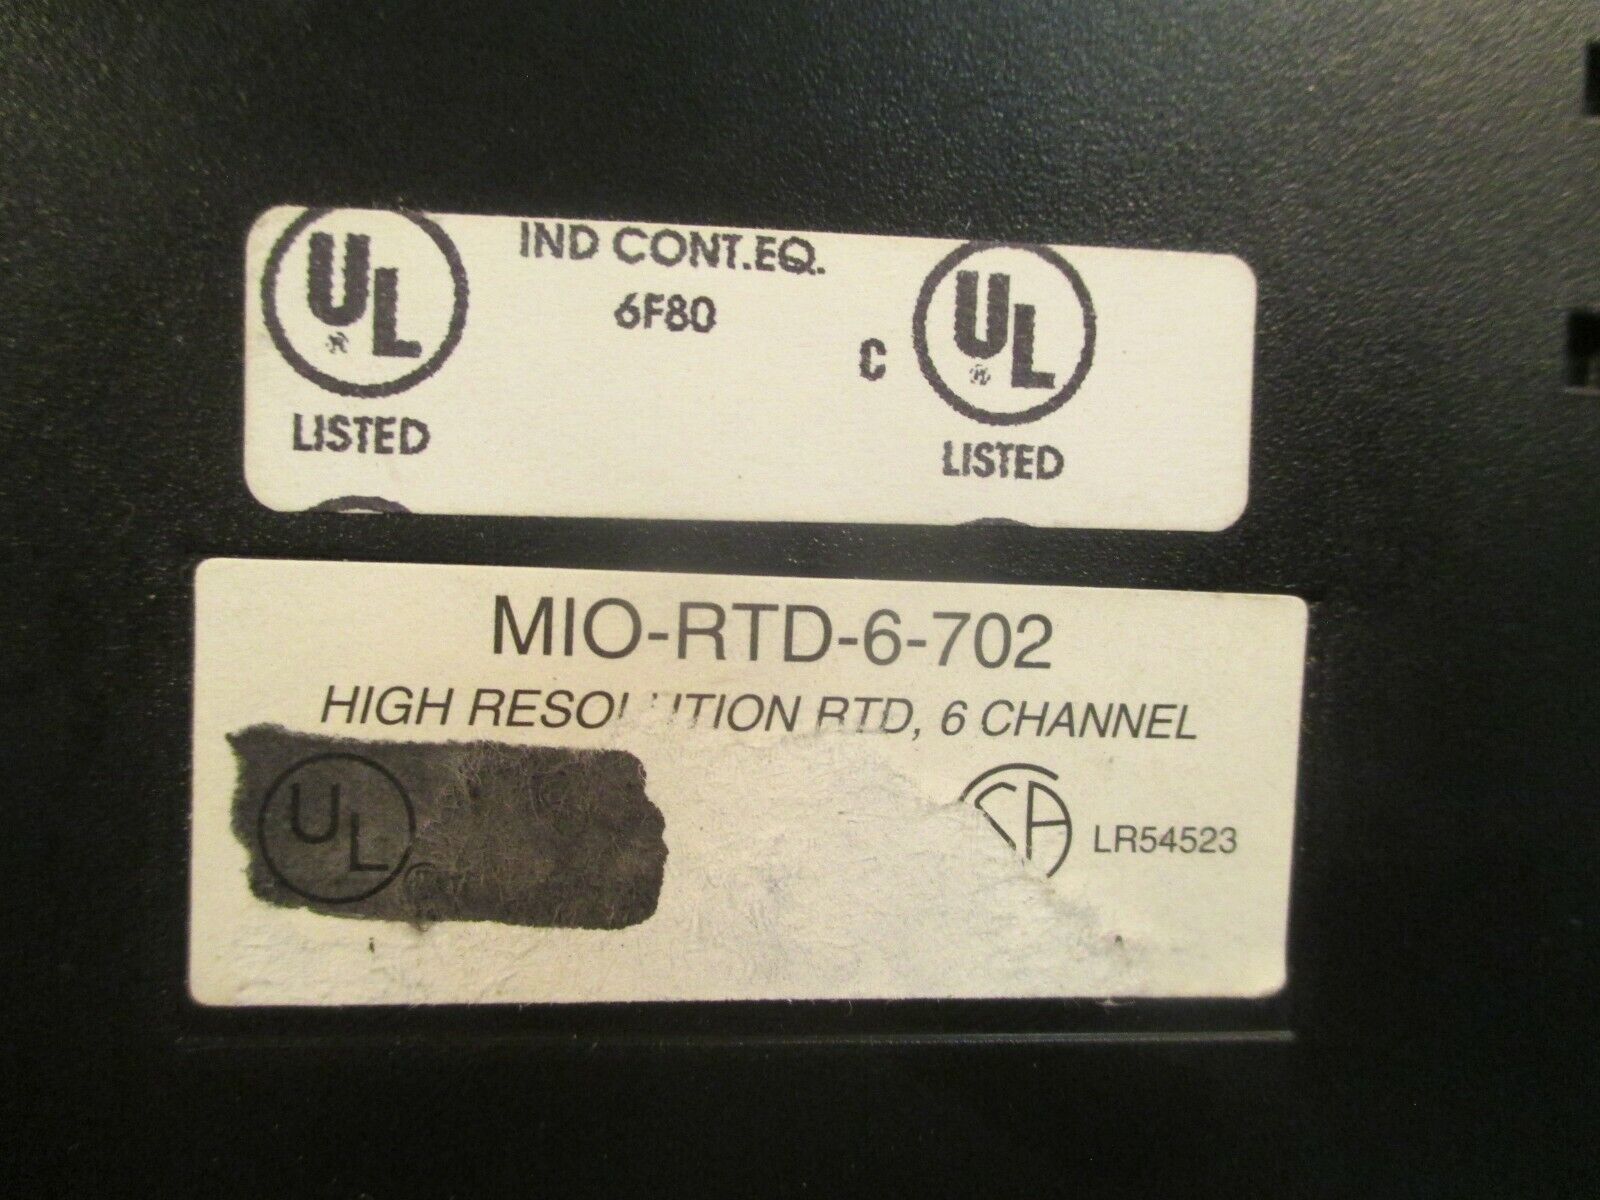 UL
®
LISTED
IND CONT.EQ.
6F80
C
UL
®
LISTED
MIO-RTD-6-702
HIGH RESOLUTION RTD, 6 CHANNEL
UL
®
LR54523